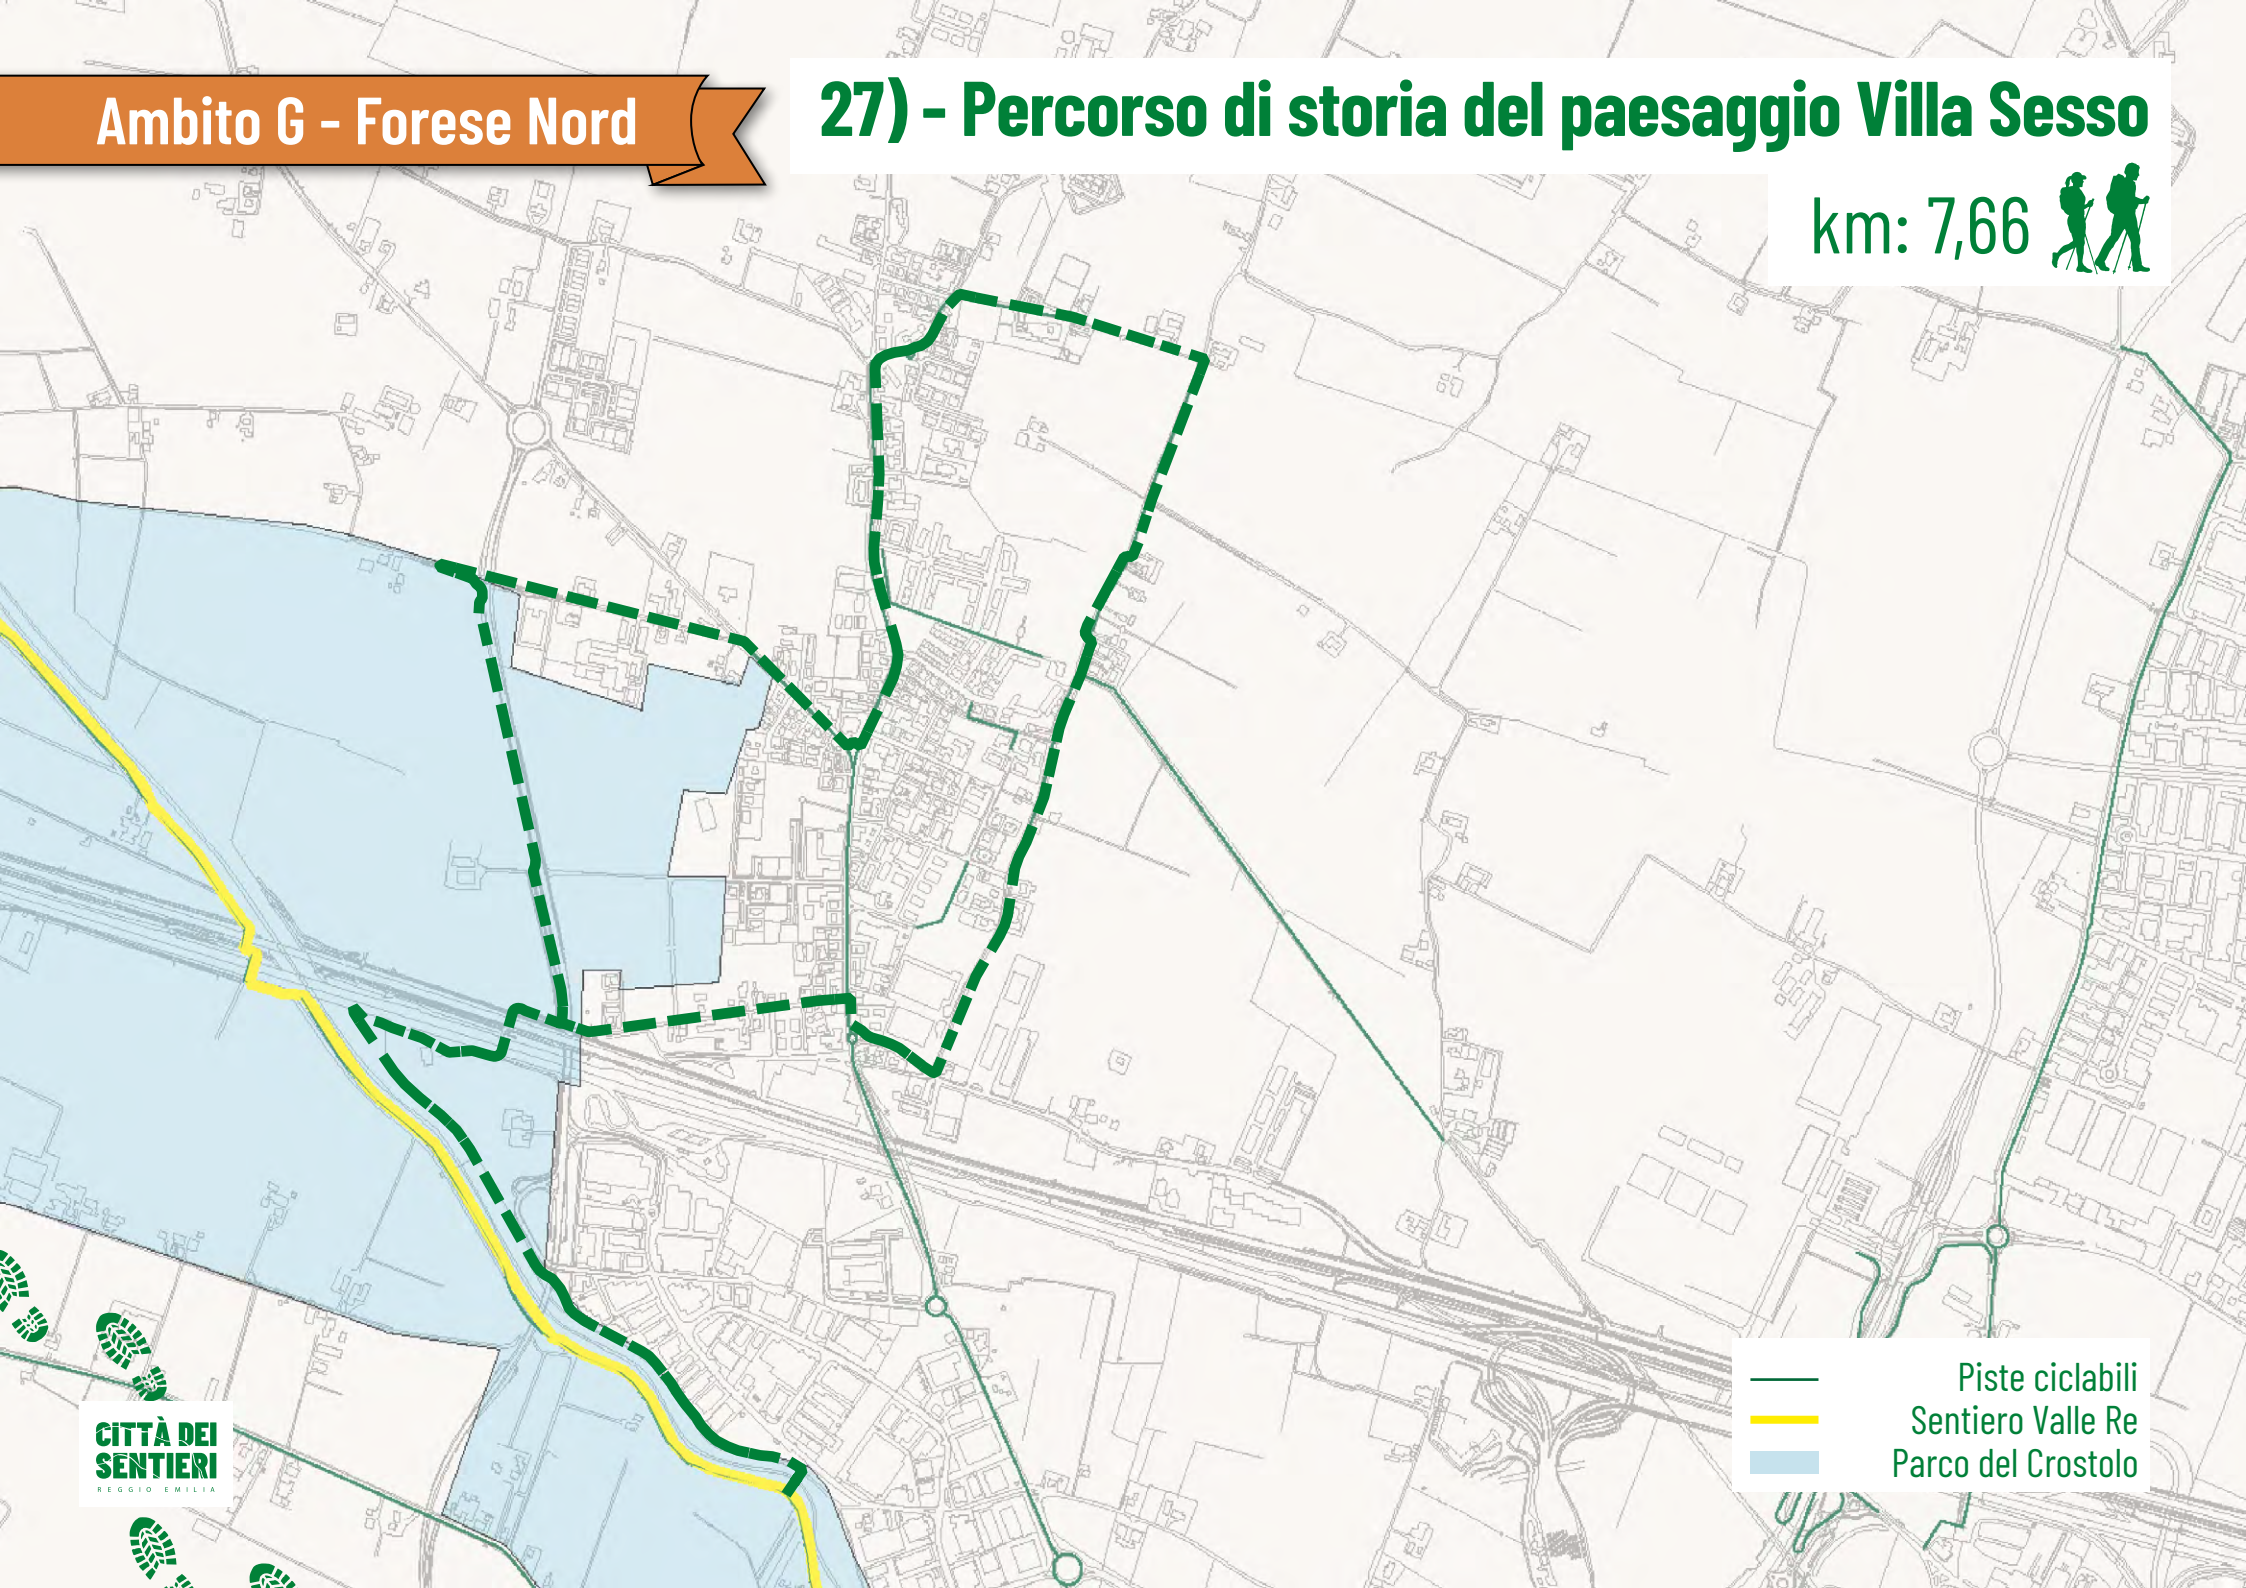 Ambito G - Forese Nord
27) - Percorso di storia del paesaggio Villa Sesso
km: 7,66
Piste ciclabili
Sentiero Valle Re
Parco del Crostolo
CiTTÀ DEI
SENTIERI
REGGIO EMILIA